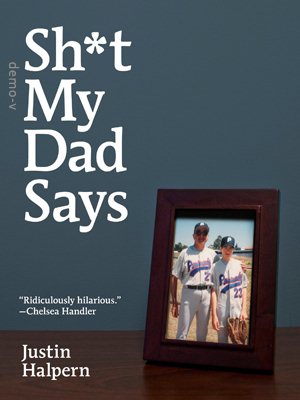 Sh*t
My
Dad
Says
demo-v
“Ridiculously hilarious.”
—Chelsea Handler
Justin
Halpern